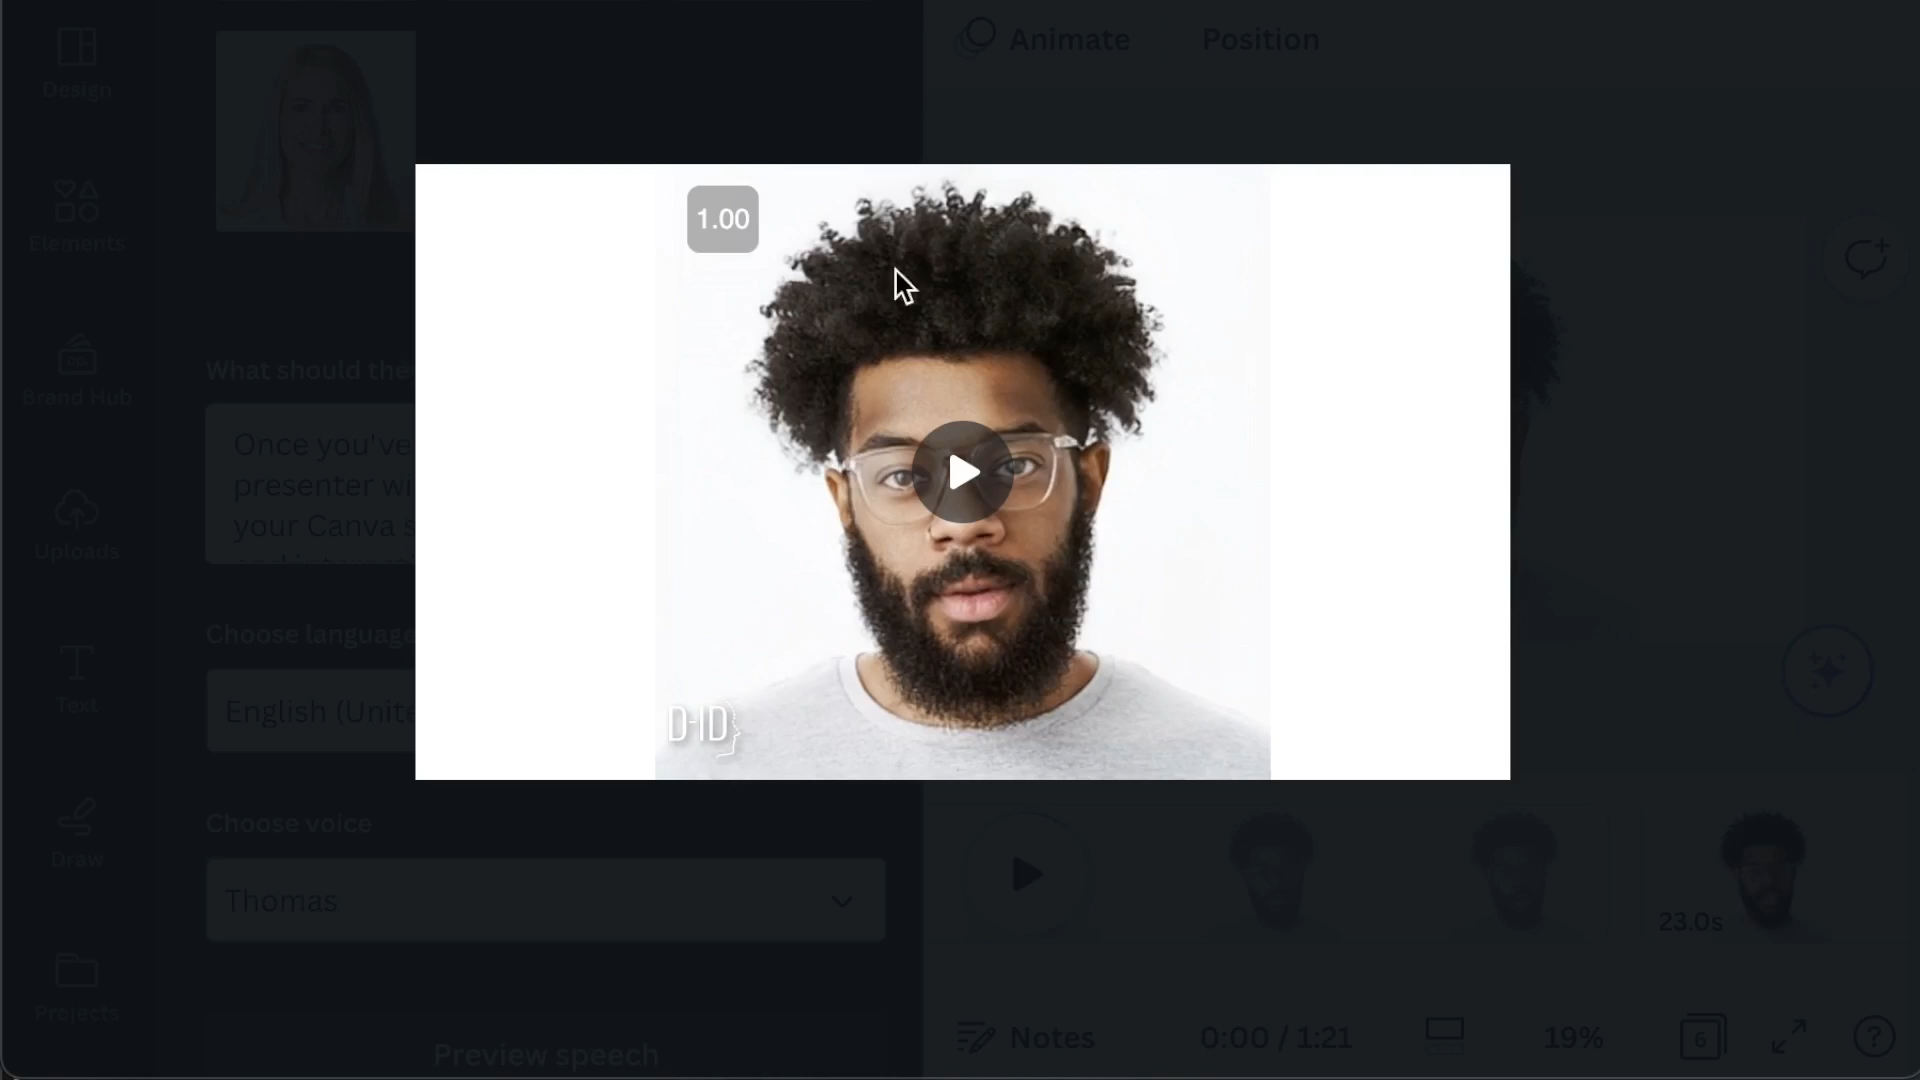 Design
Elements
Brand Hub
Uploads
Text
Draw
Projects
What should the
Once you've
presenter wi
your Canva s
Choose language
English (Unite
Choose voice
Thomas
Preview speech
Animate
Position
1.00
D-ID
23.0s
Notes
0:00 / 1:21
19%
6
?